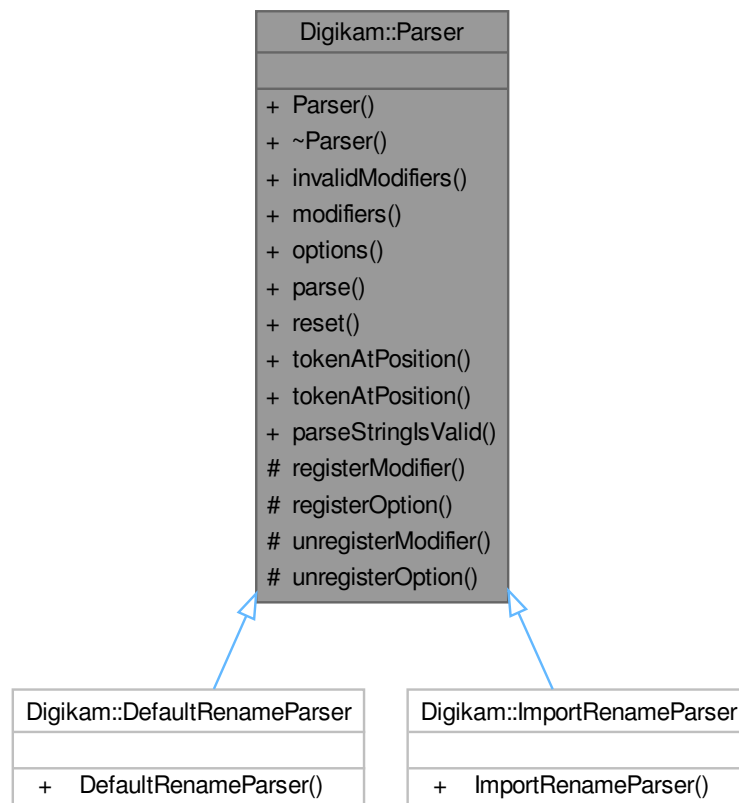 Digikam::Parser
+ Parser()
+ ~Parser()
+ invalidModifiers()
+ modifiers()
+ options()
+ parse()
+ reset()
+ tokenAtPosition()
+ tokenAtPosition()
+ parseStringIsValid()
# registerModifier()
# registerOption()
# unregisterModifier()
# unregisterOption()
Digikam::DefaultRenameParser
+ DefaultRenameParser()
Digikam::ImportRenameParser
+ ImportRenameParser()